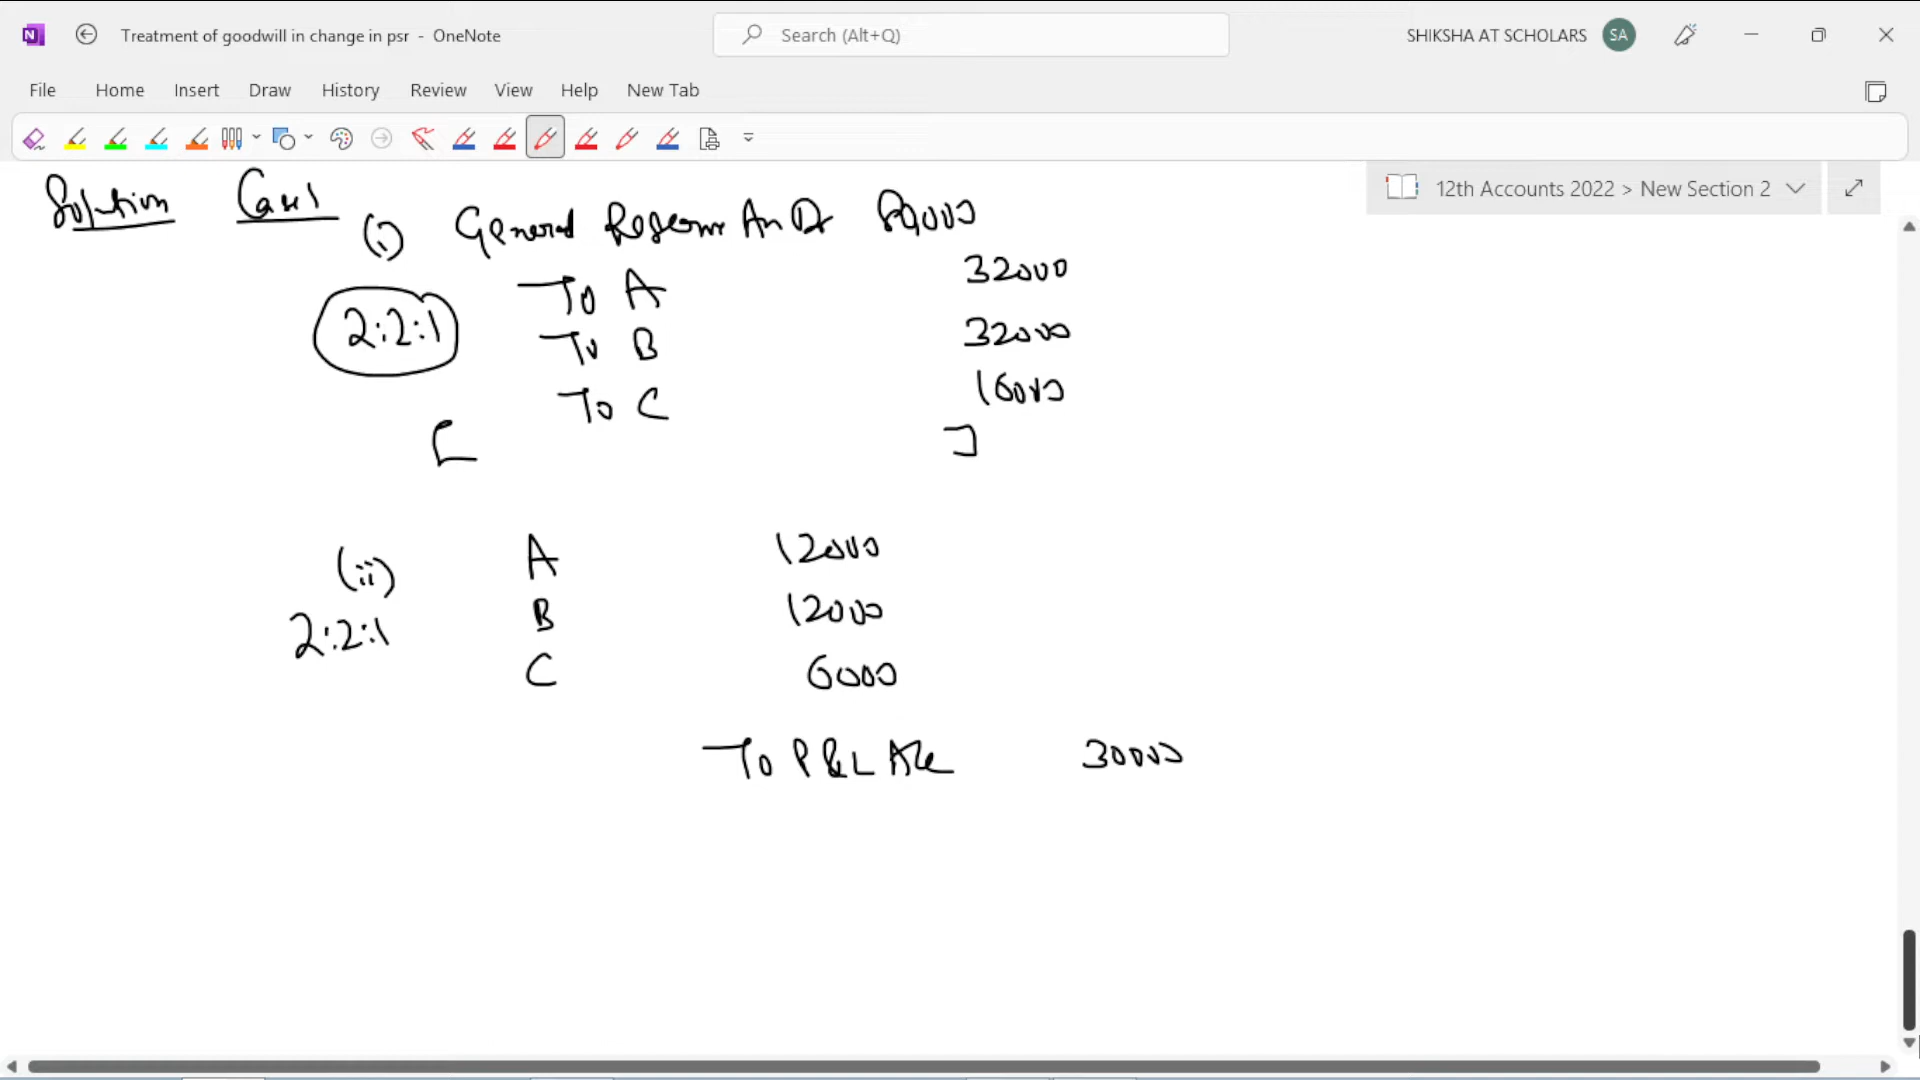 Treatment of goodwill in change in psr - OneNote
Search (Alt+Q)
SHIKSHA AT SCHOLARS SA
File Home Insert Draw History Review View Help New Tab
12th Accounts 2022 > New Section 2
Solution Case 1
(i) General Reserve A/c Dr 80000
To A 32000
2:2:1
To B 32000
To C 16000
[ ]
(ii) A 12000
2:2:1 B 12000
C 6000
To P&L A/c 30000